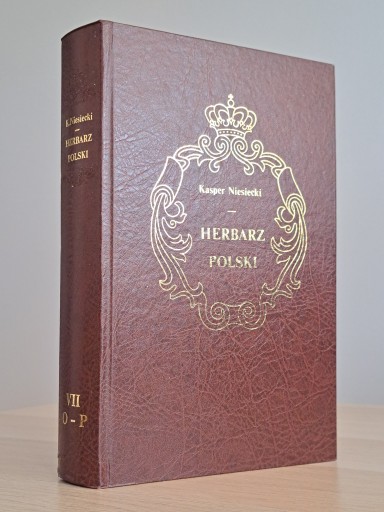 K. Niesiecki
—
HERBARZ
POLSKI
VII
O – P
Kasper Niesiecki
—
HERBARZ
POLSKI